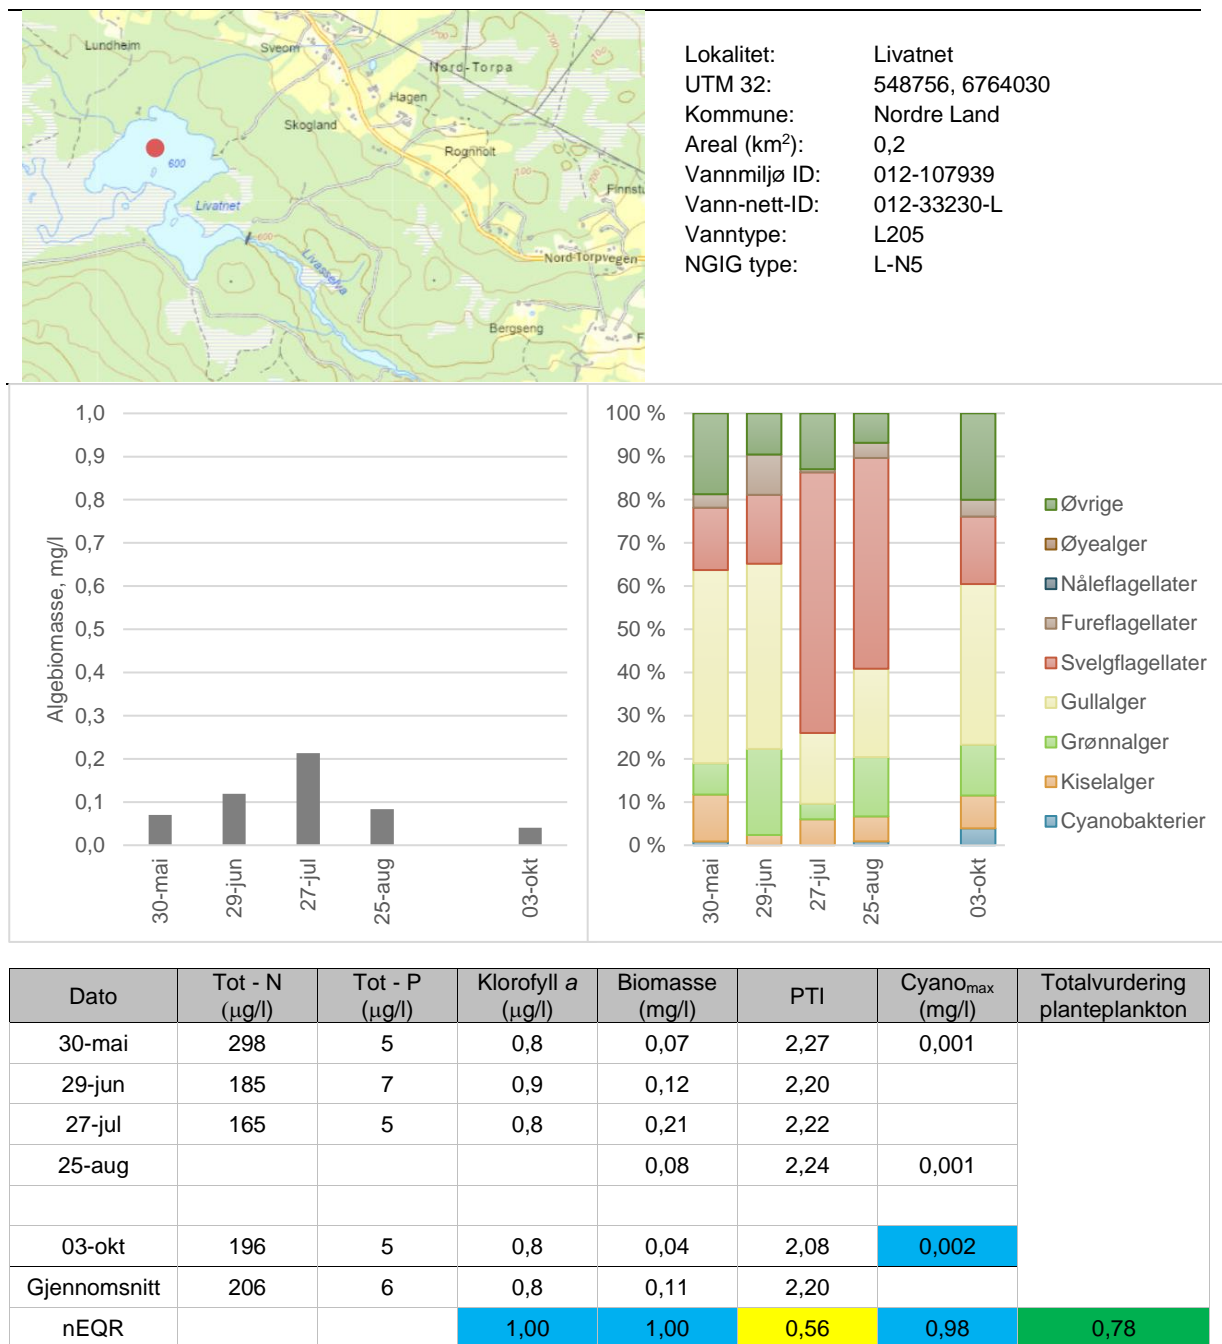 Lundheim
Sveom
Nord-Torpa
Hagen
Skogland
Rognholt
600
Livatnet
600
Livasselva
Nord-Torpvegen
Bergseng
Lokalitet: Livatnet
UTM 32: 548756, 6764030
Kommune: Nordre Land
Areal (km²): 0,2
Vannmiljø ID: 012-107939
Vann-nett-ID: 012-33230-L
Vanntype: L205
NGIG type: L-N5
Algebiomasse, mg/l
1,0
0,9
0,8
0,7
0,6
0,5
0,4
0,3
0,2
0,1
0,0
30-mai
29-jun
27-jul
25-aug
03-okt
100 %
90 %
80 %
70 %
60 %
50 %
40 %
30 %
20 %
10 %
0 %
30-mai
29-jun
27-jul
25-aug
03-okt
Øvrige
Øyealger
Nåleflagellater
Fureflagellater
Svelgflagellater
Gullalger
Grønnalger
Kiselalger
Cyanobakterier
Dato Tot - N (µg/l) Tot - P (µg/l) Klorofyll a (µg/l) Biomasse (mg/l) PTI Cyanomax (mg/l) Totalvurdering planteplankton
30-mai 298 5 0,8 0,07 2,27 0,001
29-jun 185 7 0,9 0,12 2,20
27-jul 165 5 0,8 0,21 2,22
25-aug 0,08 2,24 0,001
03-okt 196 5 0,8 0,04 2,08 0,002
Gjennomsnitt 206 6 0,8 0,11 2,20
nEQR 1,00 1,00 0,56 0,98 0,78